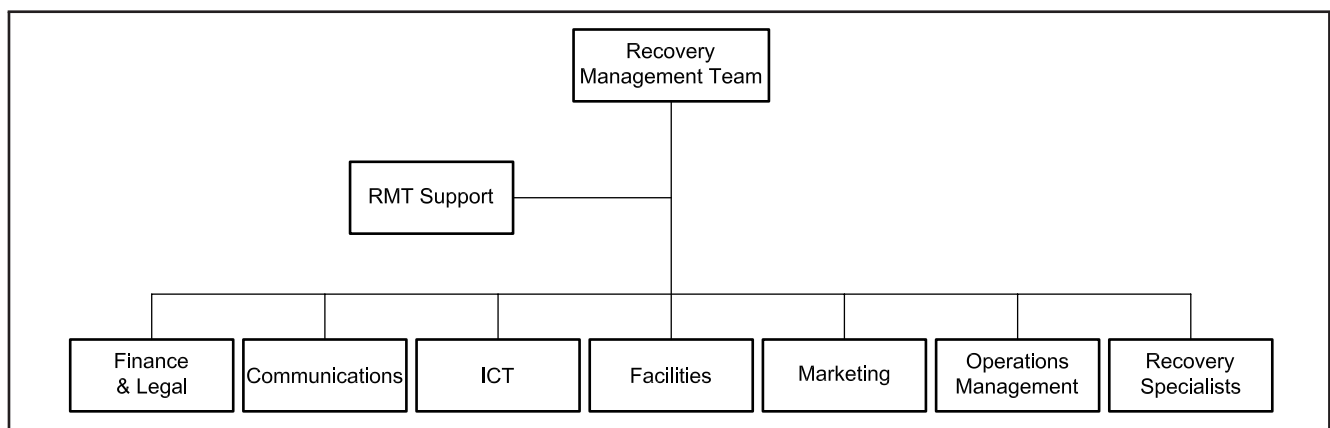 Recovery
Management Team
RMT Support
Finance
& Legal
Communications
ICT
Facilities
Marketing
Operations
Management
Recovery
Specialists